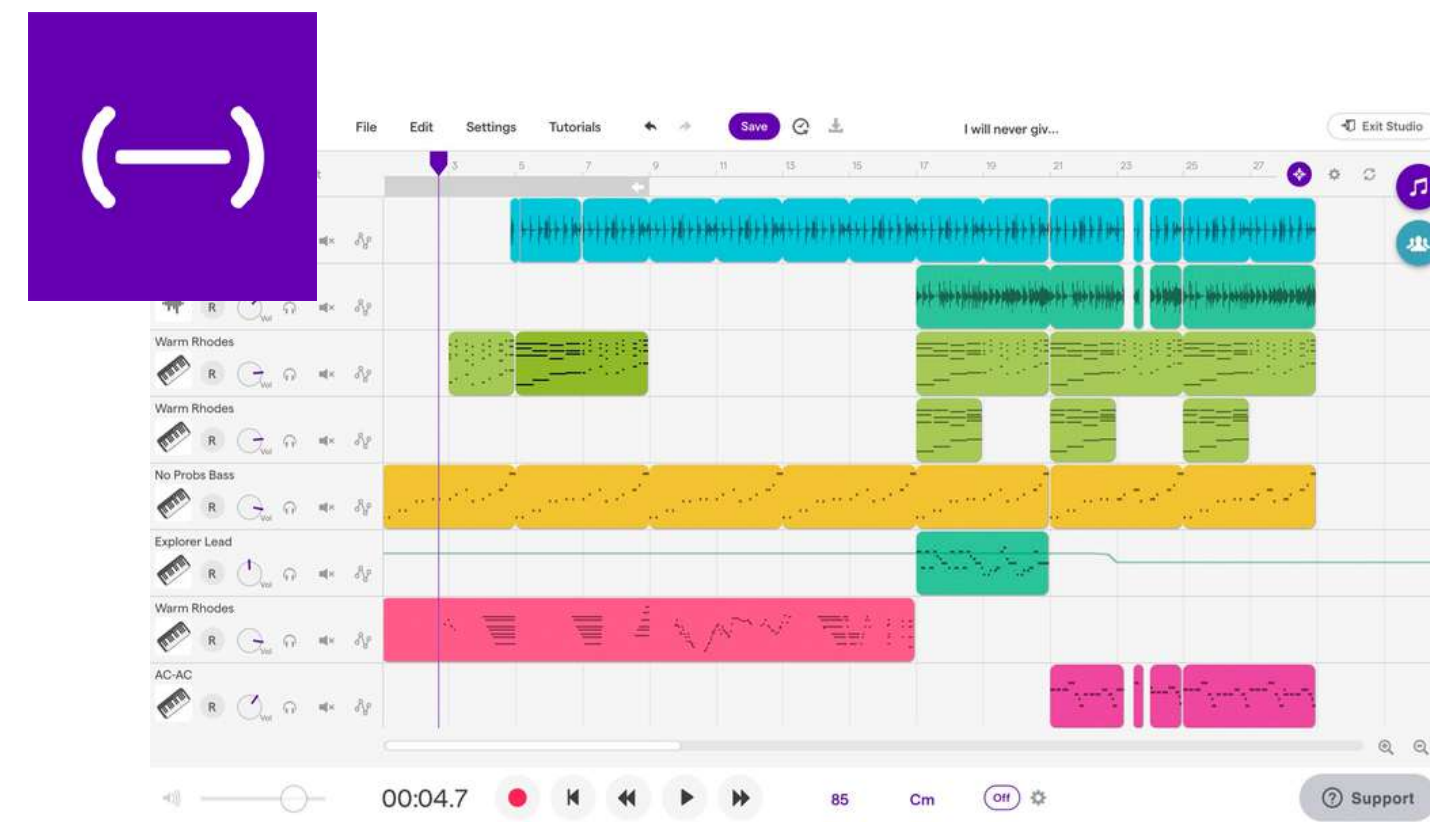 File Edit Settings Tutorials Save I will never giv... Exit Studio
3 5 7 9 11 13 15 17 19 21 23 25 27
R Vol
Warm Rhodes
R Vol
Warm Rhodes
R Vol
No Probs Bass
R Vol
Explorer Lead
R Vol
Warm Rhodes
R Vol
AC-AC
R Vol
00:04.7 85 Cm Off Support